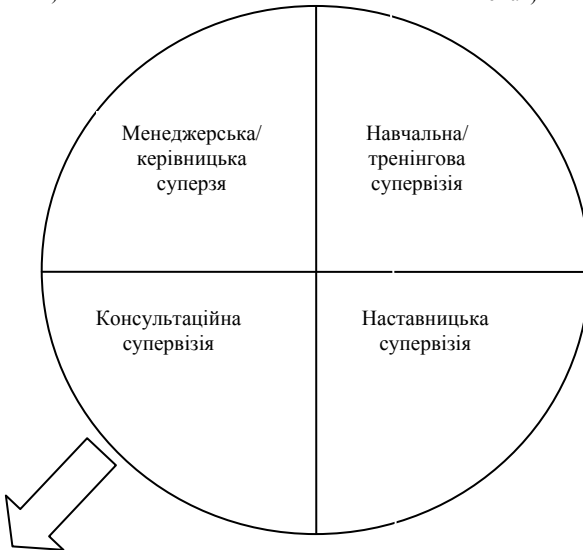 Менеджерська/
керівницька
суперзя
Навчальна/
тренінгова
супервізія
Консультаційна
супервізія
Наставницька
супервізія